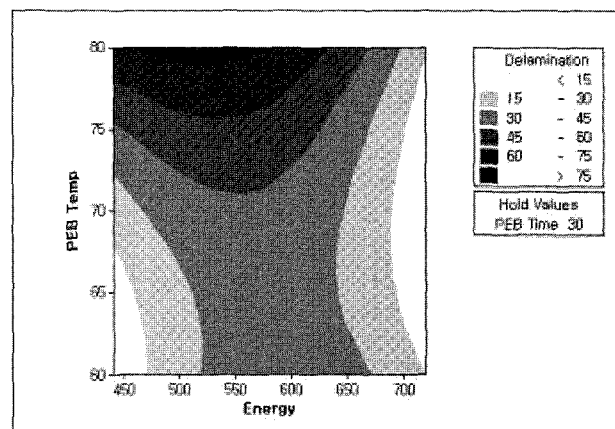 80
75
70
65
60
PEB Temp
450 500 550 600 650 700
Energy
Delamination
< 15
15 - 30
30 - 45
45 - 60
60 - 75
> 75
Hold Values
PEB Time 30